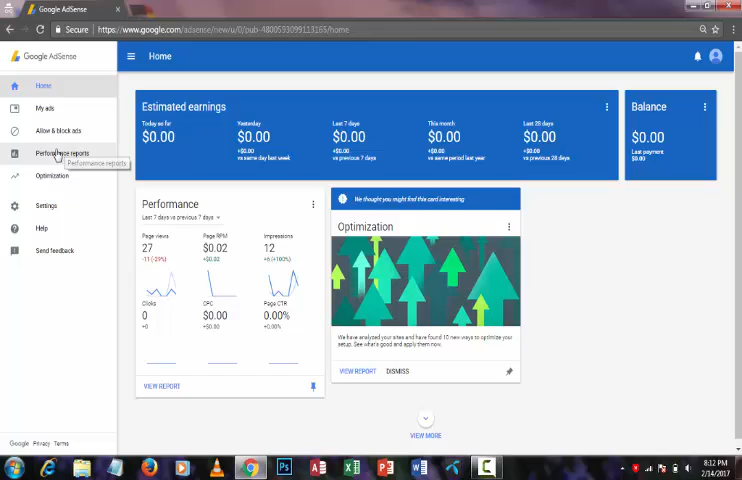 Google AdSense
Secure https://www.google.com/adsense/new/u/0/pub-4800593099113165/home
Google AdSense
Home
Home
My ads
Allow & block ads
Performance reports
Performance reports
Optimization
Settings
Help
Send feedback
Estimated earnings
Today so far
$0.00
Yesterday
$0.00
+$0.00
vs same day last week
Last 7 days
$0.00
+$0.00
vs previous 7 days
This month
$0.00
+$0.00
vs same period last year
Last 28 days
$0.00
+$0.00
vs previous 28 days
Balance
$0.00
Last payment
$0.00
Performance
Last 7 days vs previous 7 days
Page views
27
-11 (-29%)
Page RPM
$0.02
+$0.02
Impressions
12
+6 (+100%)
Clicks
0
+0
CPC
$0.00
+$0.00
Page CTR
0.00%
+0.00%
VIEW REPORT
We thought you might find this card interesting
Optimization
We have analyzed your sites and have found 10 new ways to optimize your
setup. See what's good and apply them now.
VIEW REPORT DISMISS
VIEW MORE
Google Privacy Terms
Ps
8:12 PM
2/14/2017